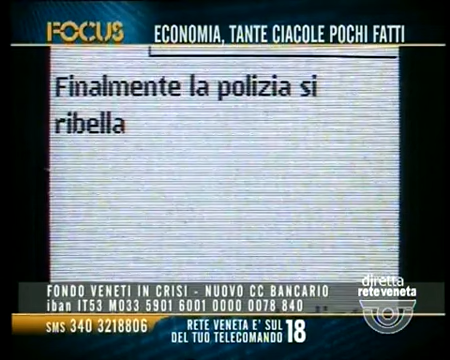 FOCUS
ECONOMIA, TANTE CIACOLE POCHI FATTI
Finalmente la polizia si
ribella
FONDO VENETI IN CRISI - NUOVO CC BANCARIO
iban IT53 M033 5901 6001 0000 0078 840
diretta
reteveneta
SMS 340 3218806
RETE VENETA E' SUL
DEL TUO TELECOMANDO 18